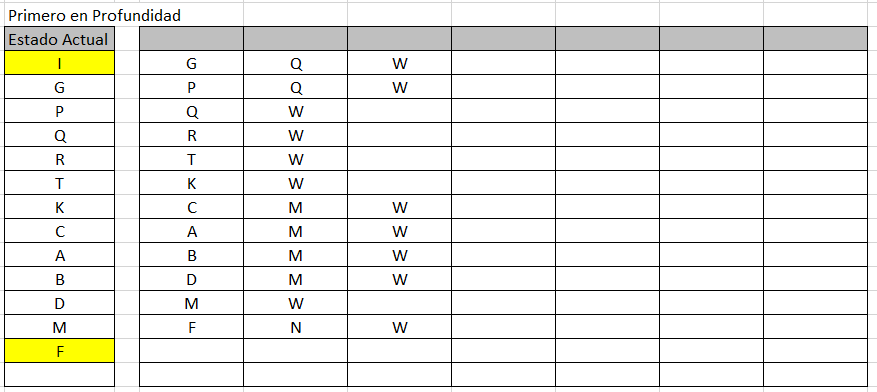 Primero en Profundidad
Estado Actual
I G Q W
G P Q W
P Q W
Q R W
R T W
T K W
K C M W
C A M W
A B M W
B D M W
D M W
M F N W
F